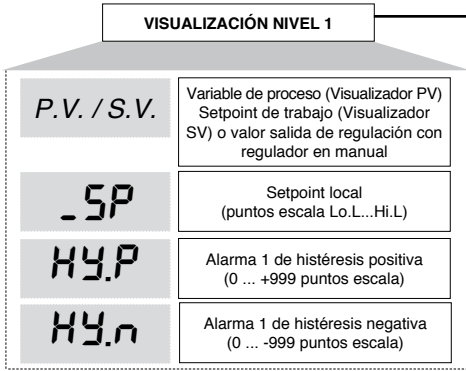 VISUALIZACIÓN NIVEL 1
P.V. / S.V.
Variable de proceso (Visualizador PV)
Setpoint de trabajo (Visualizador
SV) o valor salida de regulación con
regulador en manual
_SP
Setpoint local
(puntos escala Lo.L...Hi.L)
HY.P
Alarma 1 de histéresis positiva
(0 ... +999 puntos escala)
HY.n
Alarma 1 de histéresis negativa
(0 ... -999 puntos escala)